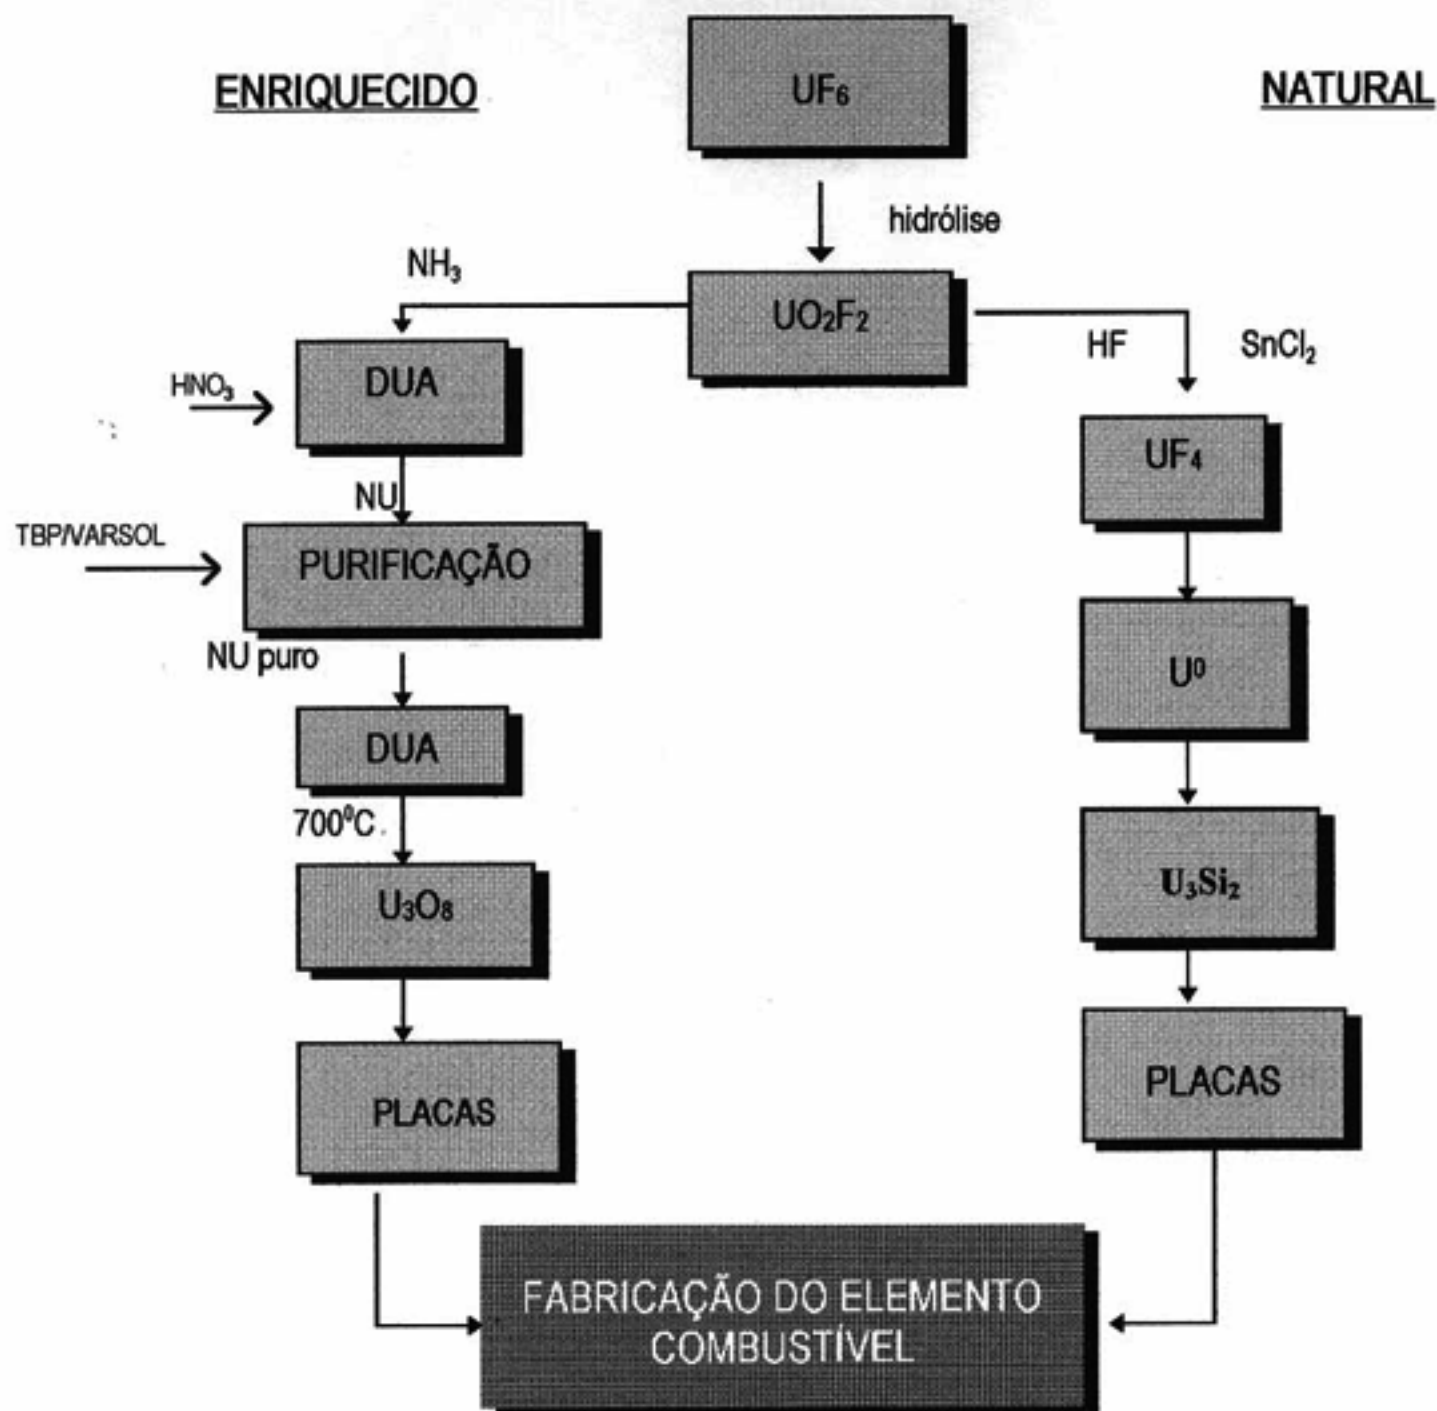 ENRIQUECIDO
UF₆
NATURAL
hidrólise
NH₃
UO₂F₂
HF
SnCl₂
HNO₃
DUA
UF₄
NU
TBP/VARSOL
PURIFICAÇÃO
NU puro
U⁰
DUA
700⁰C
U₃O₈
U₃Si₂
PLACAS
PLACAS
FABRICAÇÃO DO ELEMENTO
COMBUSTÍVEL